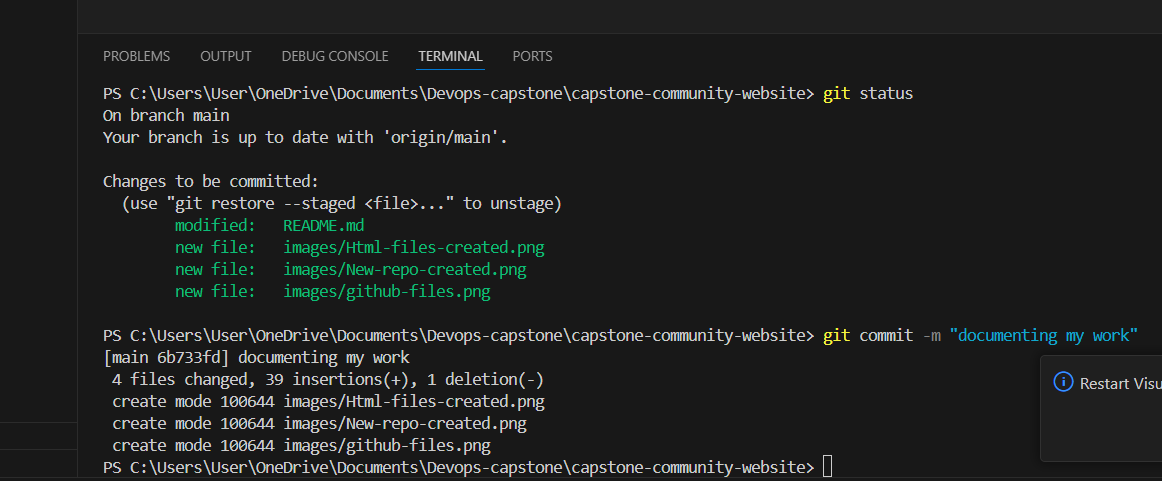 PROBLEMS OUTPUT DEBUG CONSOLE TERMINAL PORTS
PS C:\Users\User\OneDrive\Documents\Devops-capstone\capstone-community-website> git status
On branch main
Your branch is up to date with 'origin/main'.
Changes to be committed:
(use "git restore --staged <file>..." to unstage)
modified: README.md
new file: images/Html-files-created.png
new file: images/New-repo-created.png
new file: images/github-files.png
PS C:\Users\User\OneDrive\Documents\Devops-capstone\capstone-community-website> git commit -m "documenting my work"
[main 6b733fd] documenting my work
4 files changed, 39 insertions(+), 1 deletion(-)
create mode 100644 images/Html-files-created.png
create mode 100644 images/New-repo-created.png
create mode 100644 images/github-files.png
PS C:\Users\User\OneDrive\Documents\Devops-capstone\capstone-community-website>
Restart Visu